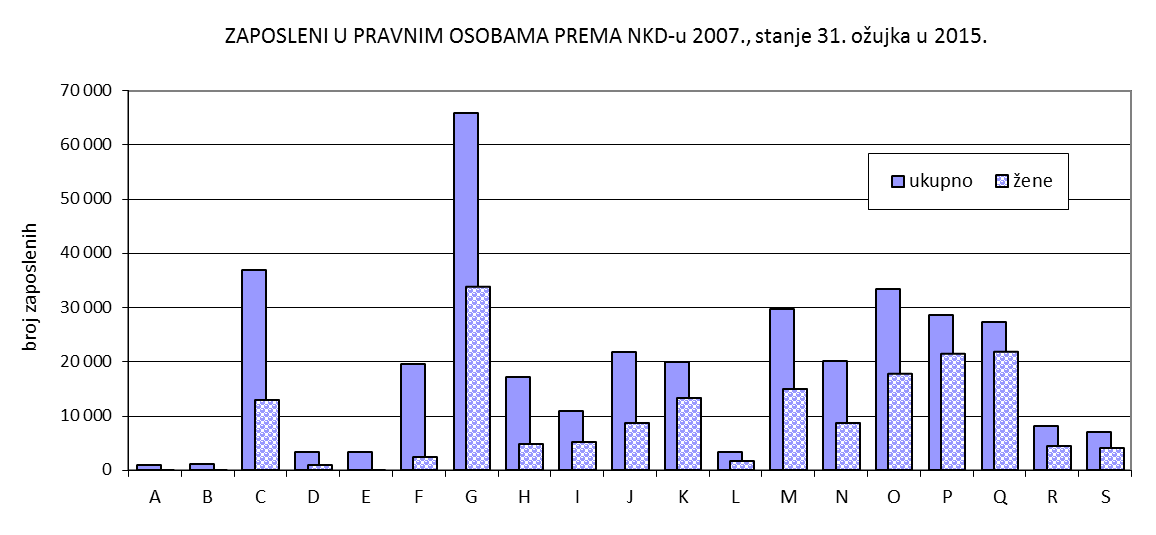 ZAPOSLENI U PRAVNIM OSOBAMA PREMA NKD-u 2007., stanje 31. ožujka u 2015.
70 000
60 000
50 000
40 000
30 000
20 000
10 000
0
broj zaposlenih
ukupno žene
A B C D E F G H I J K L M N O P Q R S